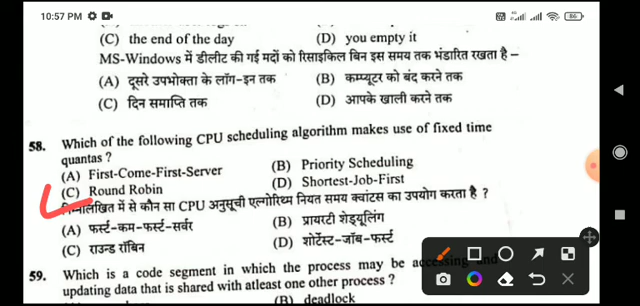 10:57 PM
86
(C) the end of the day (D) you empty it
MS-Windows में डीलीट की गई मदों को रिसाइकिल बिन इस समय तक भंडारित रखता है –
(A) दूसरे उपभोक्ता के लॉग-इन तक (B) कम्प्यूटर को बंद करने तक
(C) दिन समाप्ति तक (D) आपके खाली करने तक
58. Which of the following CPU scheduling algorithm makes use of fixed time
quantas ?
(A) First-Come-First-Server (B) Priority Scheduling
(C) Round Robin (D) Shortest-Job-First
में से कौन सा CPU अनुसूची एल्गोरिथ्म नियत समय क्वांटस का उपयोग करता है ?
(A) फर्स्ट-कम-फर्स्ट-सर्वर (B) प्रायरटी शेड्यूलिंग
(C) राउन्ड रॉबिन (D) शोर्टेस्ट-जॉब-फर्स्ट
59. Which is a code segment in which the process may be accessing and
updating data that is shared with atleast one other process ?
(B) deadlock